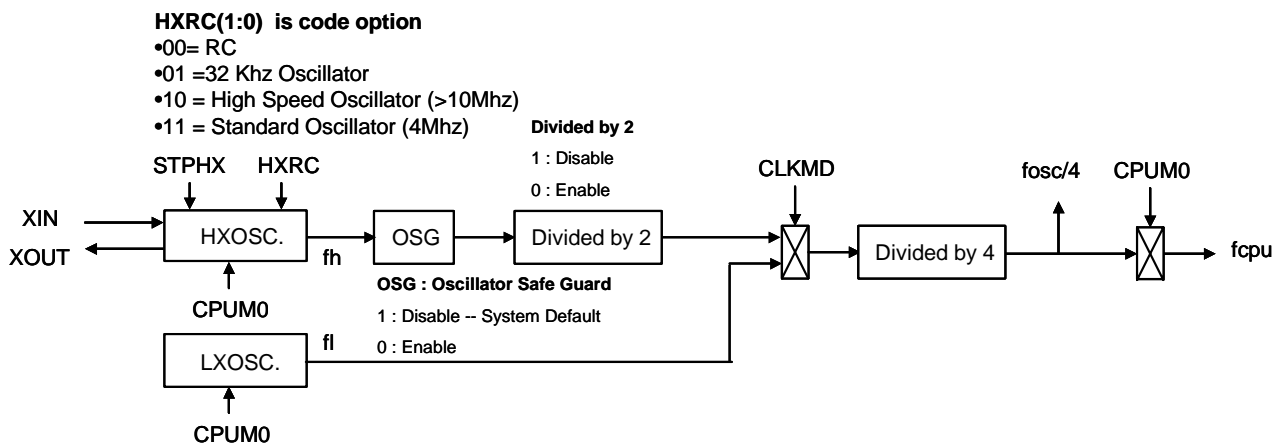 HXRC(1:0) is code option
•00= RC
•01 =32 Khz Oscillator
•10 = High Speed Oscillator (>10Mhz)
•11 = Standard Oscillator (4Mhz)
Divided by 2
1 : Disable
0 : Enable
STPHX
HXRC
CLKMD
fosc/4
CPUM0
XIN
XOUT
HXOSC.
fh
OSG
Divided by 2
Divided by 4
fcpu
CPUM0
OSG : Oscillator Safe Guard
1 : Disable -- System Default
0 : Enable
LXOSC.
fl
CPUM0